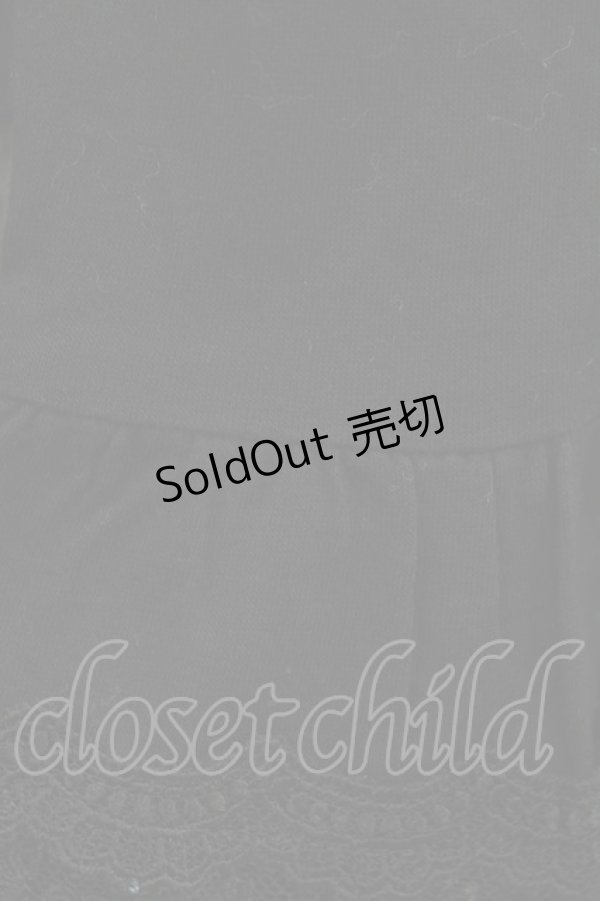 SoldOut 売切
closet child